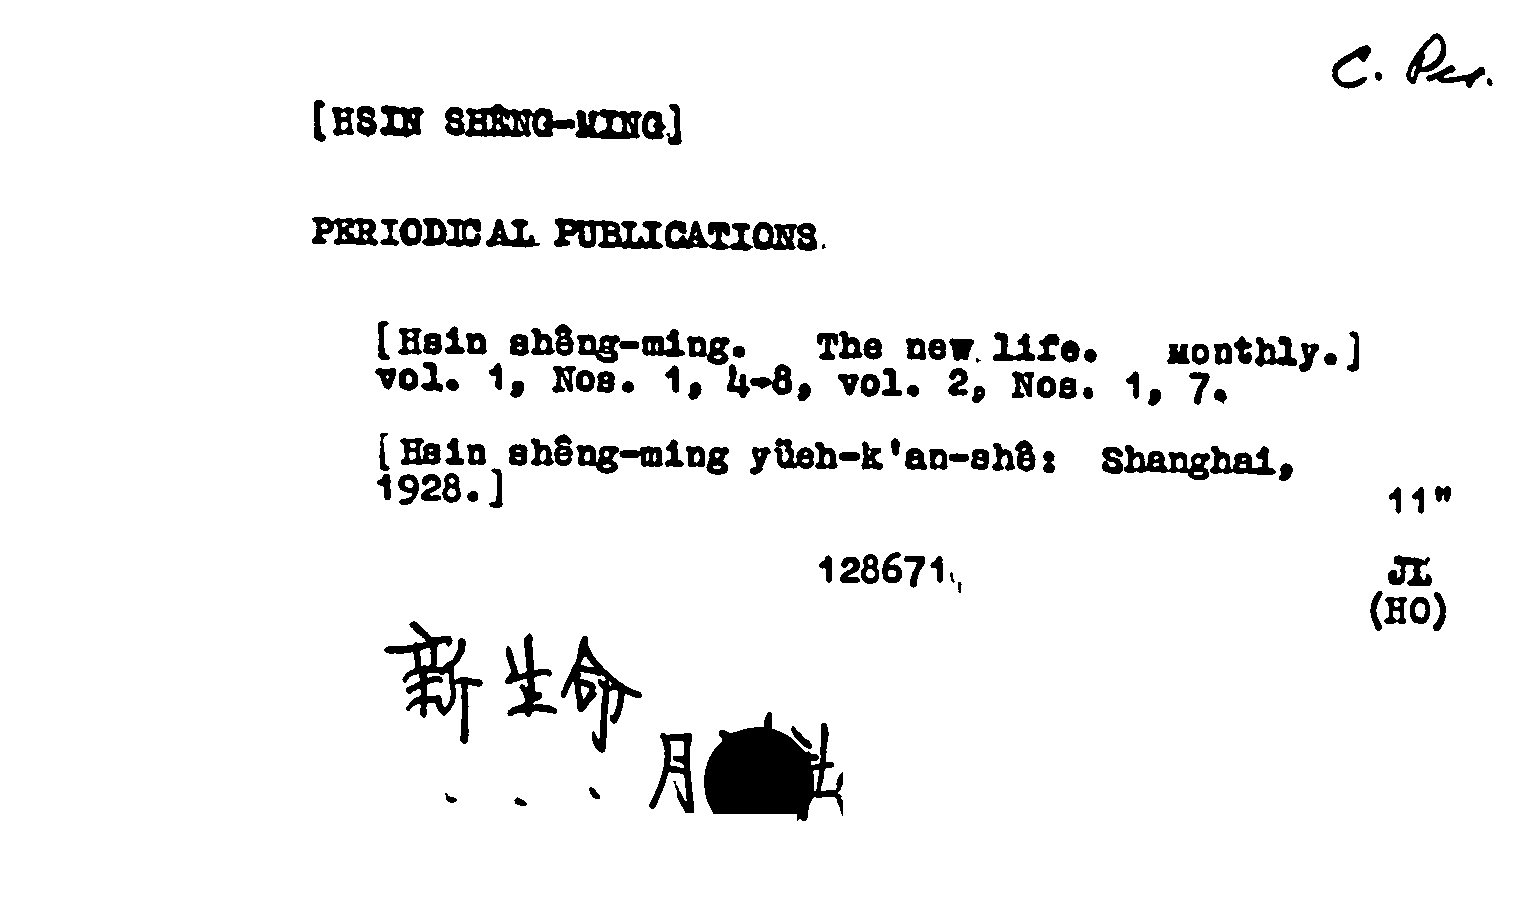 C. Per.
[HSIN SHÊNG-MING]
PERIODICAL PUBLICATIONS.
[Hsin shêng-ming. The new life. Monthly.]
vol. 1, Nos. 1, 4-8, vol. 2, Nos. 1, 7.
[Hsin shêng-ming yüeh-k'an-shê: Shanghai,
1928.]
11"
128671
JL
(HO)
新生命
. . . 月 社